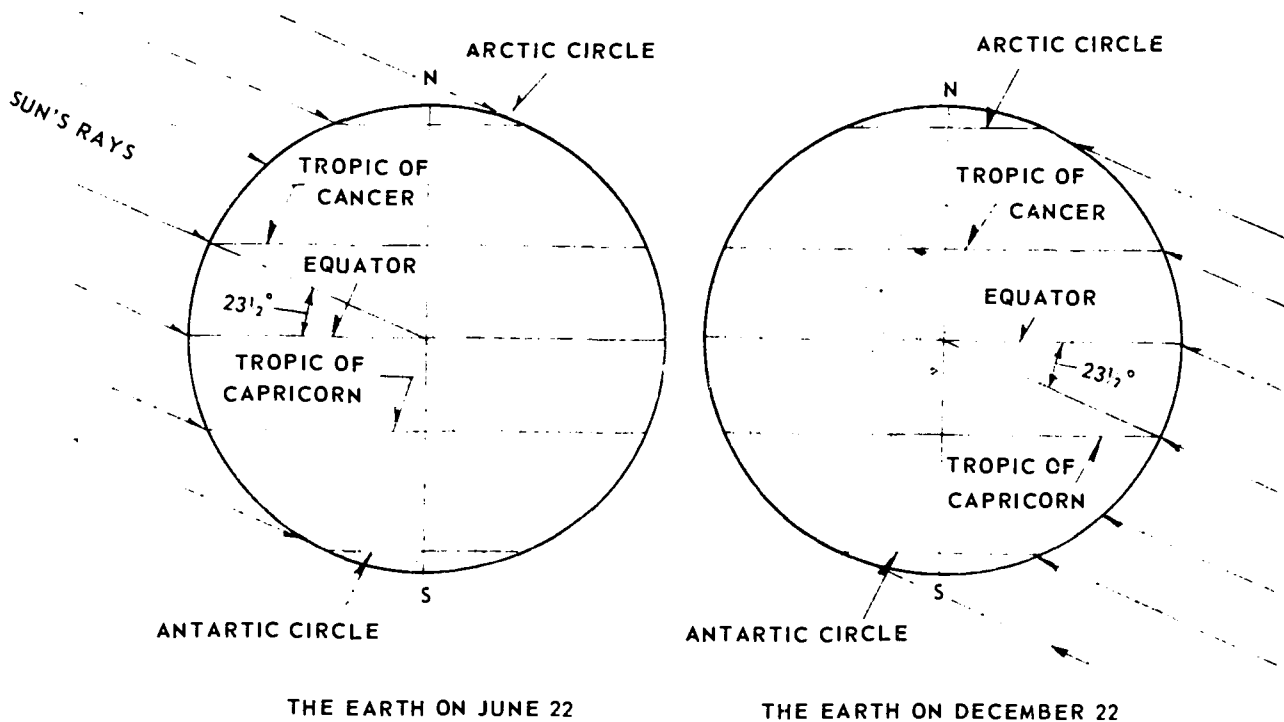 ARCTIC CIRCLE
N
SUN'S RAYS
TROPIC OF
CANCER
EQUATOR
23½°
TROPIC OF
CAPRICORN
S
ANTARTIC CIRCLE
THE EARTH ON JUNE 22
ARCTIC CIRCLE
N
TROPIC OF
CANCER
EQUATOR
23½°
TROPIC OF
CAPRICORN
S
ANTARTIC CIRCLE
THE EARTH ON DECEMBER 22